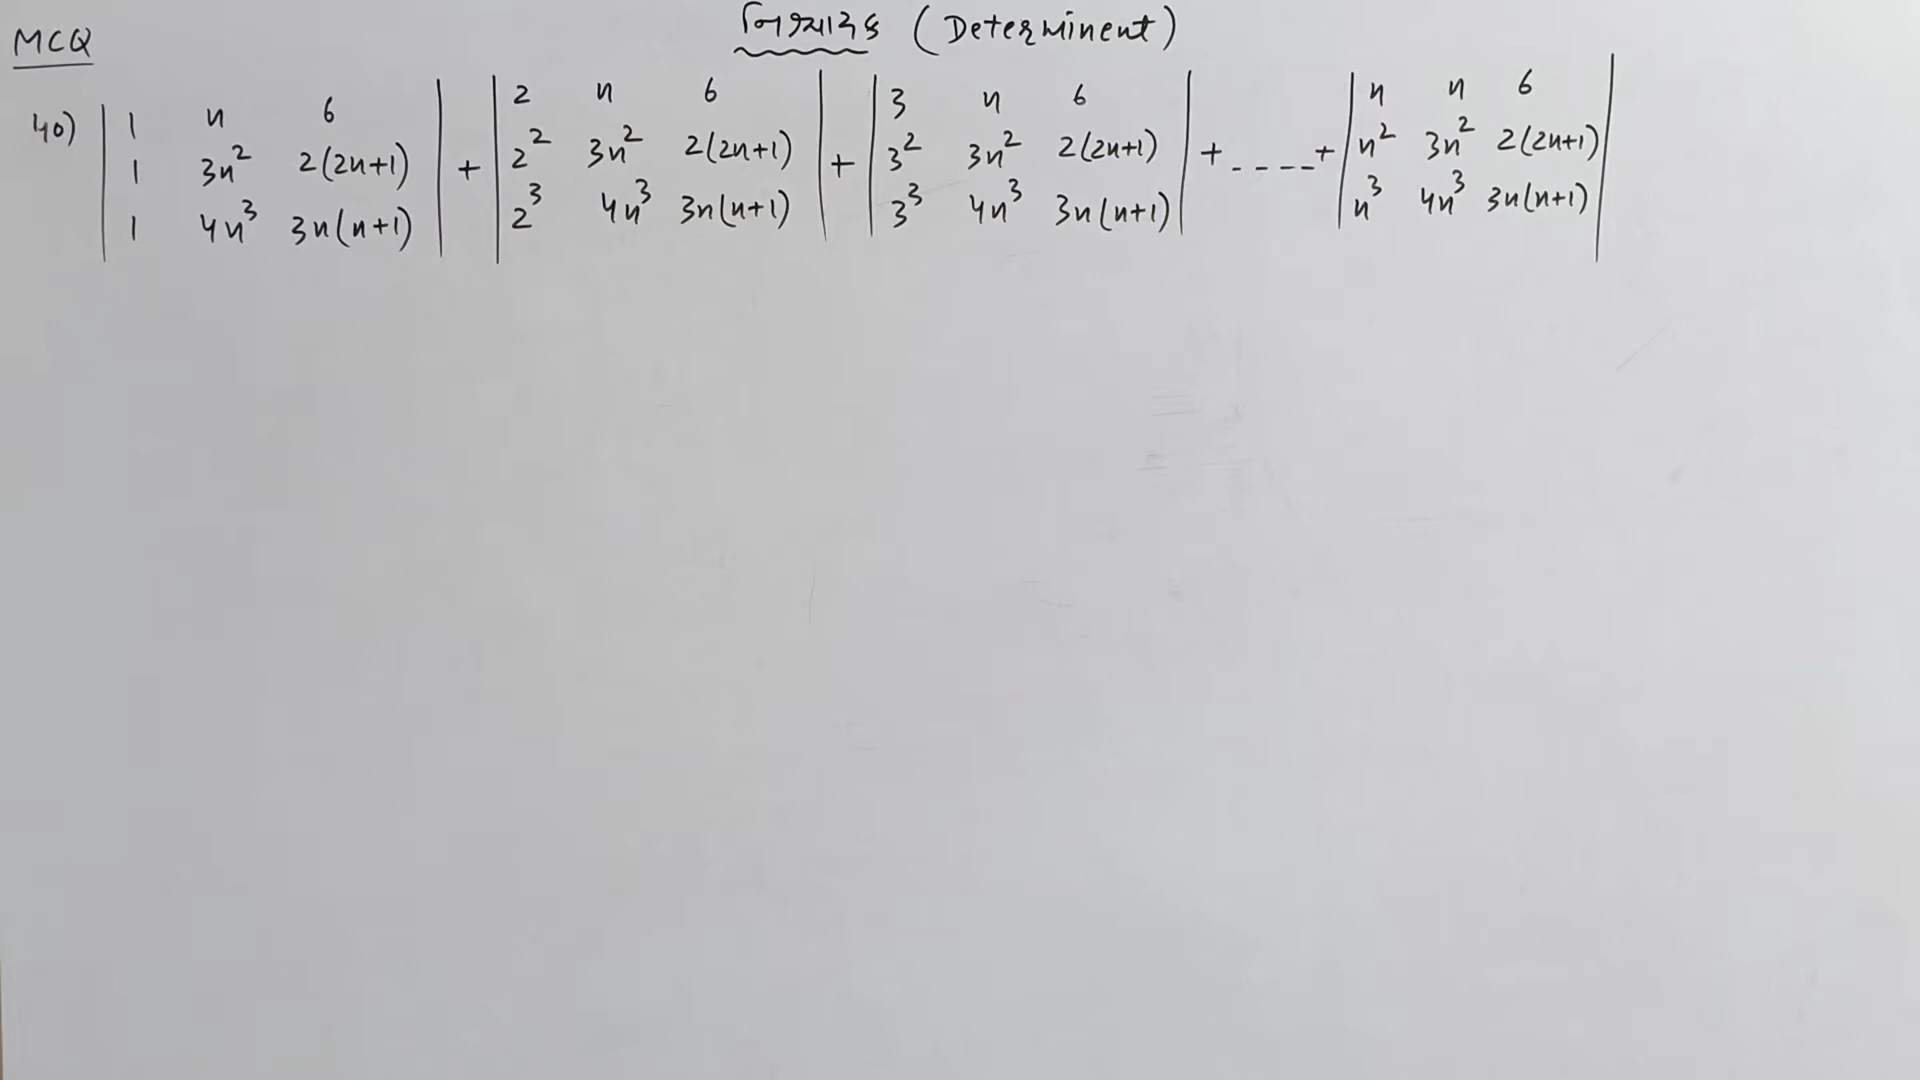 MCQ
નિશ્ચાયક (Determinent)
40) | 1 n 6 | + | 2 n 6 | + | 3 n 6 | + ---- + | n n 6 |
| 1 3n² 2(2n+1) | | 2² 3n² 2(2n+1) | | 3² 3n² 2(2n+1) | | n² 3n² 2(2n+1) |
| 1 4n³ 3n(n+1) | | 2³ 4n³ 3n(n+1) | | 3³ 4n³ 3n(n+1) | | n³ 4n³ 3n(n+1) |